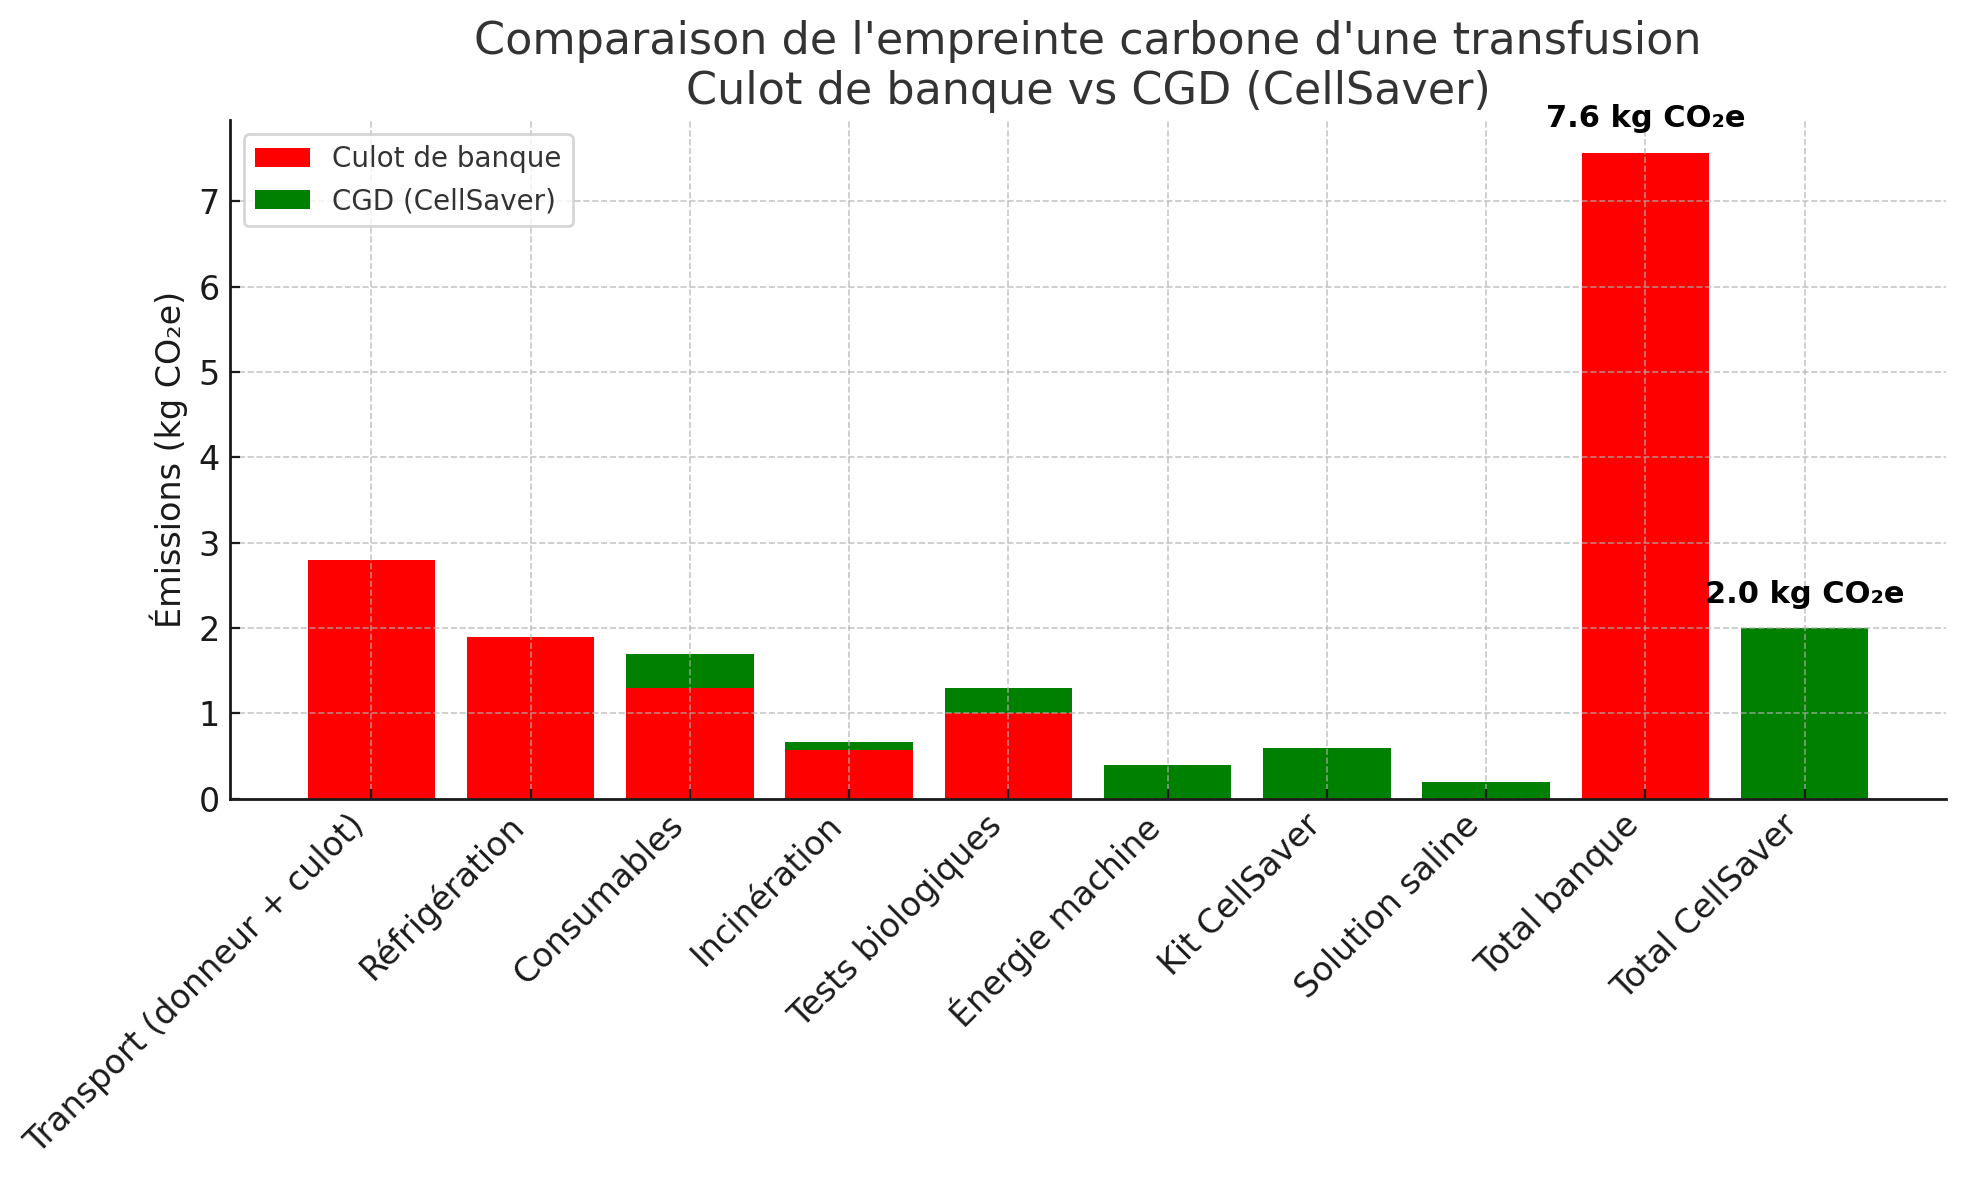 Comparaison de l'empreinte carbone d'une transfusion
Culot de banque vs CGD (CellSaver)
7.6 kg CO₂e
Culot de banque
CGD (CellSaver)
Émissions (kg CO₂e)
7
6
5
4
3
2
1
0
2.0 kg CO₂e
Transport (donneur + culot)
Réfrigération
Consumables
Incinération
Tests biologiques
Énergie machine
Kit CellSaver
Solution saline
Total banque
Total CellSaver